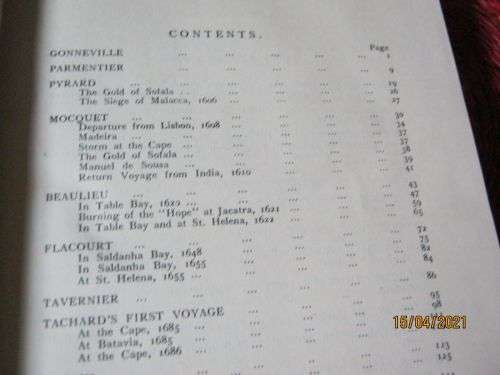 CONTENTS.
Page
GONNEVILLE ... ... ... ... ... 1
PARMENTIER ... ... ... ... ... 9
PYRARD ... ... ... ... ... 19
The Gold of Sofala ... ... ... ... 26
The Siege of Malacca, 1606 ... ... ... 27
MOCQUET ... ... ... ... ... 30
Departure from Lisbon, 1608 ... ... ... 34
Madeira ... ... ... ... ... 37
Storm at the Cape ... ... ... ... 37
The Gold of Sofala ... ... ... ... 38
Manuel de Sousa ... ... ... ... 39
Return Voyage from India, 1610 ... ... ... 41
BEAULIEU ... ... ... ... 43
In Table Bay, 1620 ... ... ... ... 47
Burning of the "Hope" at Jacatra, 1621 ... ... 59
In Table Bay and at St. Helena, 1622 ... ... 65
FLACOURT ... ... ... ... 72
In Saldanha Bay, 1648 ... ... ... 75
In Saldanha Bay, 1655 ... ... ... 82
At St. Helena, 1655 ... ... ... ... 84
TAVERNIER ... ... ... ... 86
TACHARD'S FIRST VOYAGE ... ... ... 95
At the Cape, 1685 ... ... ... ... 98
At Batavia, 1685 ... ... ...
At the Cape, 1686 ... ... ...
113
125
15/04/2021